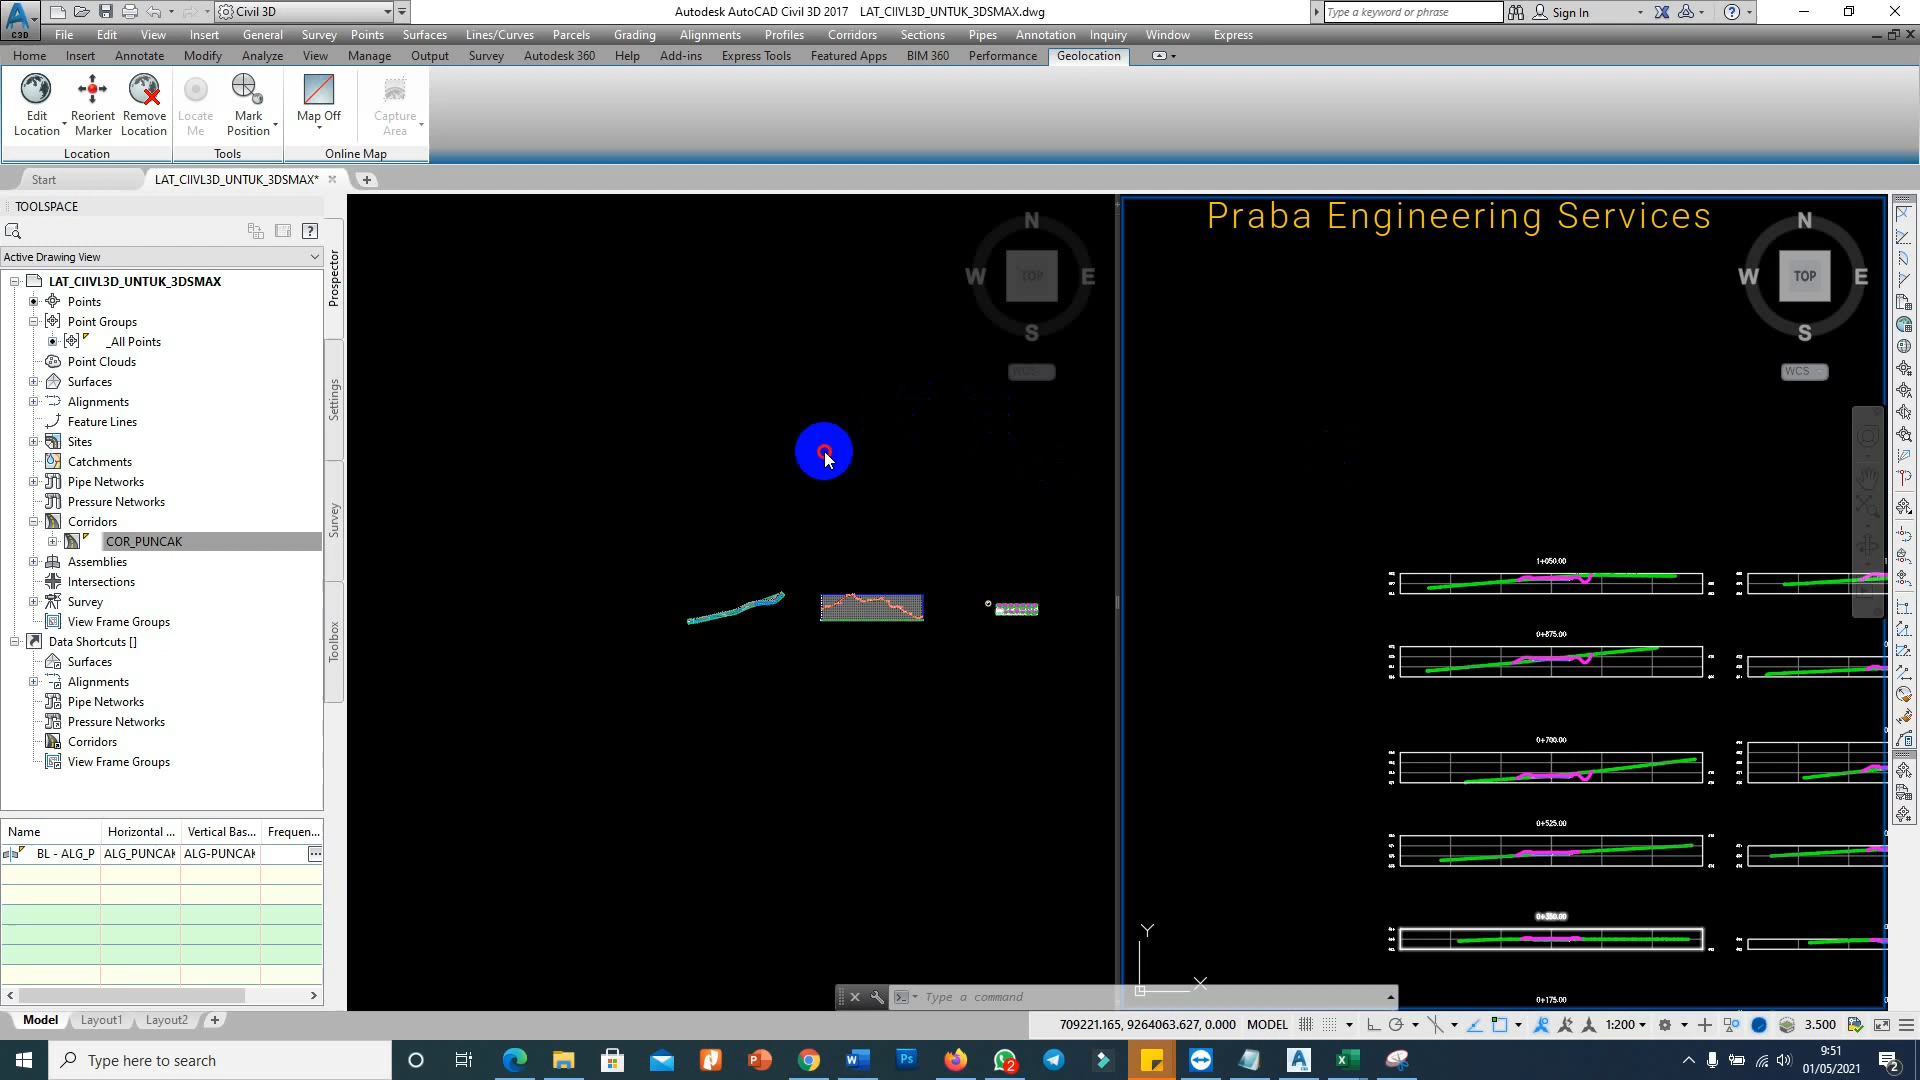 Civil 3D
Autodesk AutoCAD Civil 3D 2017 LAT_CIIVL3D_UNTUK_3DSMAX.dwg
Type a keyword or phrase
Sign In
File Edit View Insert General Survey Points Surfaces Lines/Curves Parcels Grading Alignments Profiles Corridors Sections Pipes Annotation Inquiry Window Express
Home Insert Annotate Modify Analyze View Manage Output Survey Autodesk 360 Help Add-ins Express Tools Featured Apps BIM 360 Performance Geolocation
Edit Location
Reorient Marker
Remove Location
Locate Me
Mark Position
Map Off
Capture Area
Location Tools Online Map
Start LAT_CIIVL3D_UNTUK_3DSMAX*
TOOLSPACE
Active Drawing View
LAT_CIIVL3D_UNTUK_3DSMAX
Points
Point Groups
_All Points
Point Clouds
Surfaces
Alignments
Feature Lines
Sites
Catchments
Pipe Networks
Pressure Networks
Corridors
COR_PUNCAK
Assemblies
Intersections
Survey
View Frame Groups
Data Shortcuts []
Surfaces
Alignments
Pipe Networks
Pressure Networks
Corridors
View Frame Groups
Prospector
Settings
Survey
Toolbox
Name Horizontal ... Vertical Bas... Frequen...
BL - ALG_P ALG_PUNCAK ALG-PUNCAK ...
N
W TOP E
S
WCS
Praba Engineering Services
N
W TOP E
S
WCS
1+050.00
0+875.00
0+700.00
0+525.00
0+350.00
0+175.00
Y
X
Type a command
Model Layout1 Layout2
709221.165, 9264063.627, 0.000 MODEL 1:200 3.500
Type here to search
9:51
01/05/2021
2
2